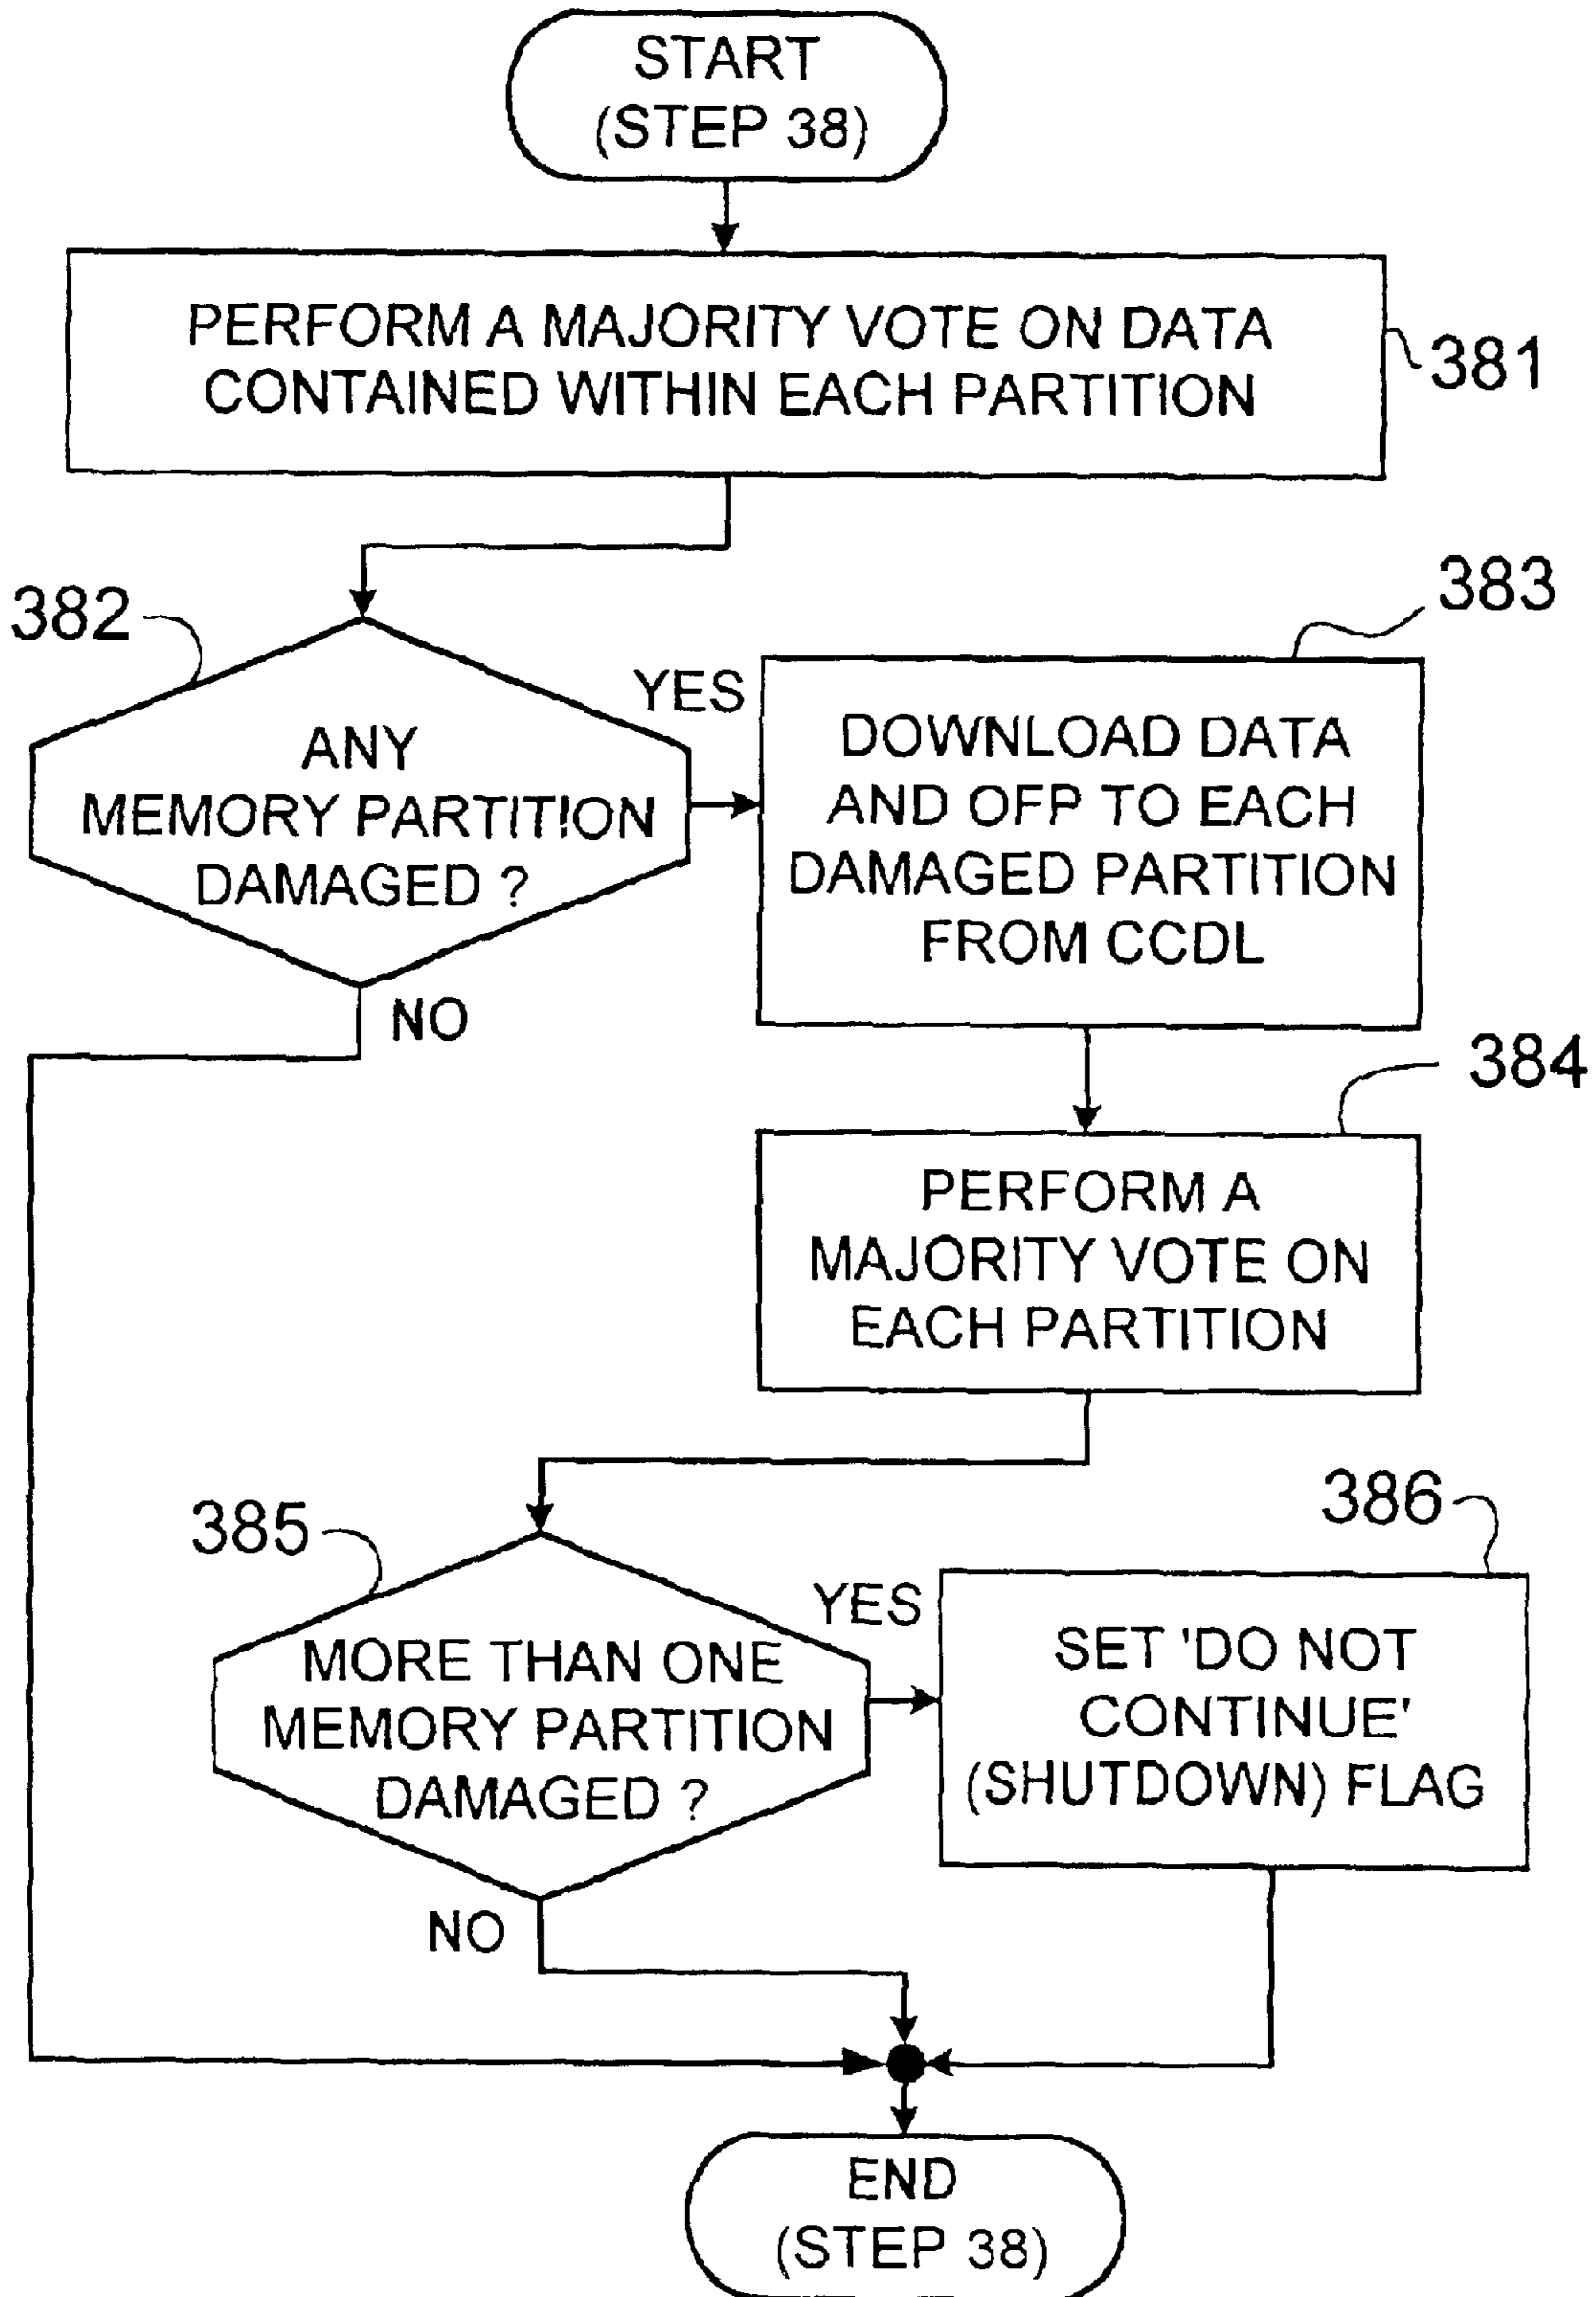 START
(STEP 38)
PERFORM A MAJORITY VOTE ON DATA
CONTAINED WITHIN EACH PARTITION
381
382
ANY
MEMORY PARTITION
DAMAGED ?
YES
NO
383
DOWNLOAD DATA
AND OFP TO EACH
DAMAGED PARTITION
FROM CCDL
384
PERFORM A
MAJORITY VOTE ON
EACH PARTITION
385
MORE THAN ONE
MEMORY PARTITION
DAMAGED ?
YES
NO
386
SET 'DO NOT
CONTINUE'
(SHUTDOWN) FLAG
END
(STEP 38)